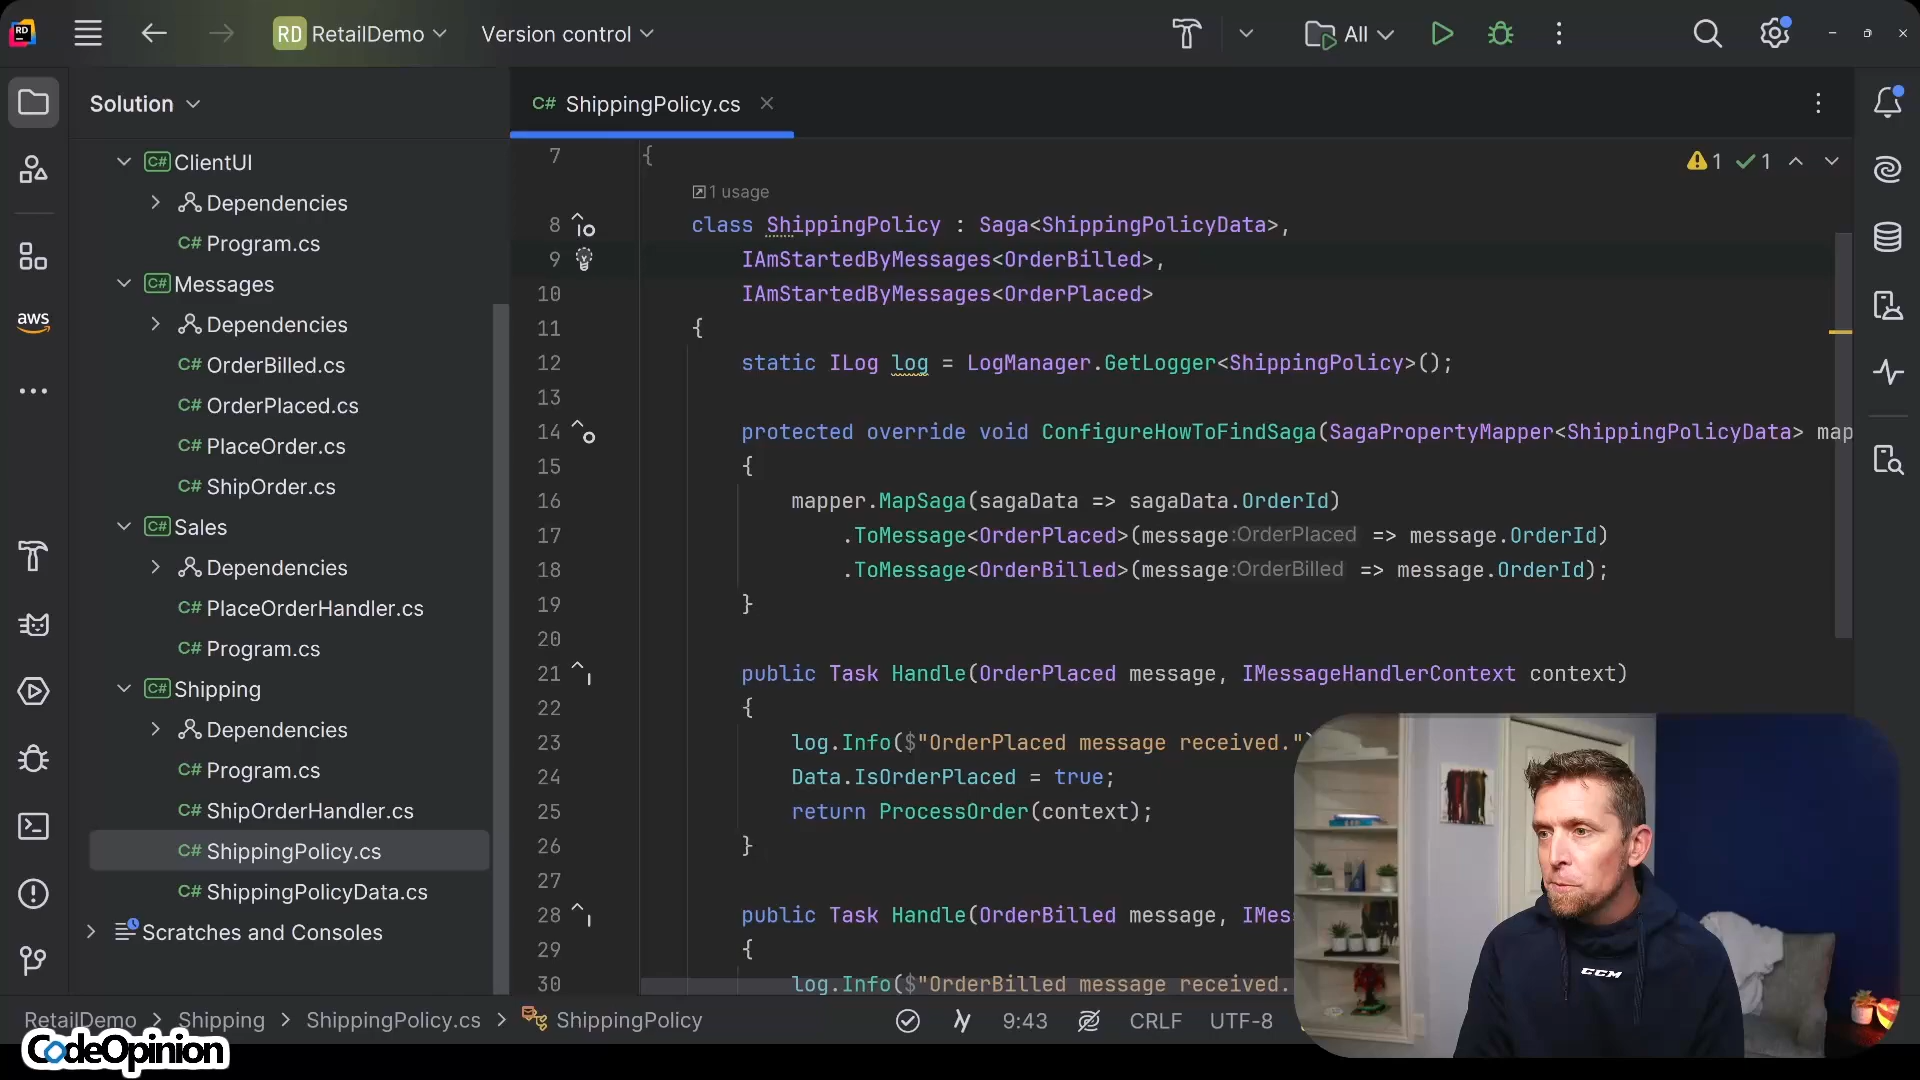 RD
RD RetailDemo
Version control
All
Solution
ClientUI
Dependencies
C# Program.cs
Messages
Dependencies
C# OrderBilled.cs
C# OrderPlaced.cs
C# PlaceOrder.cs
C# ShipOrder.cs
C# Sales
Dependencies
C# PlaceOrderHandler.cs
C# Program.cs
C# Shipping
Dependencies
C# Program.cs
C# ShipOrderHandler.cs
C# ShippingPolicy.cs
C# ShippingPolicyData.cs
Scratches and Consoles
aws
C# ShippingPolicy.cs
1 1
7 {
1 usage
8 class ShippingPolicy : Saga<ShippingPolicyData>,
9 IAmStartedByMessages<OrderBilled>,
10 IAmStartedByMessages<OrderPlaced>
11 {
12 static ILog log = LogManager.GetLogger<ShippingPolicy>();
13
14 protected override void ConfigureHowToFindSaga(SagaPropertyMapper<ShippingPolicyData> map
15 {
16 mapper.MapSaga(sagaData => sagaData.OrderId)
17 .ToMessage<OrderPlaced>(message:OrderPlaced => message.OrderId)
18 .ToMessage<OrderBilled>(message:OrderBilled => message.OrderId);
19 }
20
21 public Task Handle(OrderPlaced message, IMessageHandlerContext context)
22 {
23 log.Info($"OrderPlaced message received.")
24 Data.IsOrderPlaced = true;
25 return ProcessOrder(context);
26 }
27
28 public Task Handle(OrderBilled message, IMes
29 {
30 log.Info($"OrderBilled message received.
CCM
RetailDemo > Shipping > ShippingPolicy.cs > ShippingPolicy
9:43 CRLF UTF-8
CodeOpinion